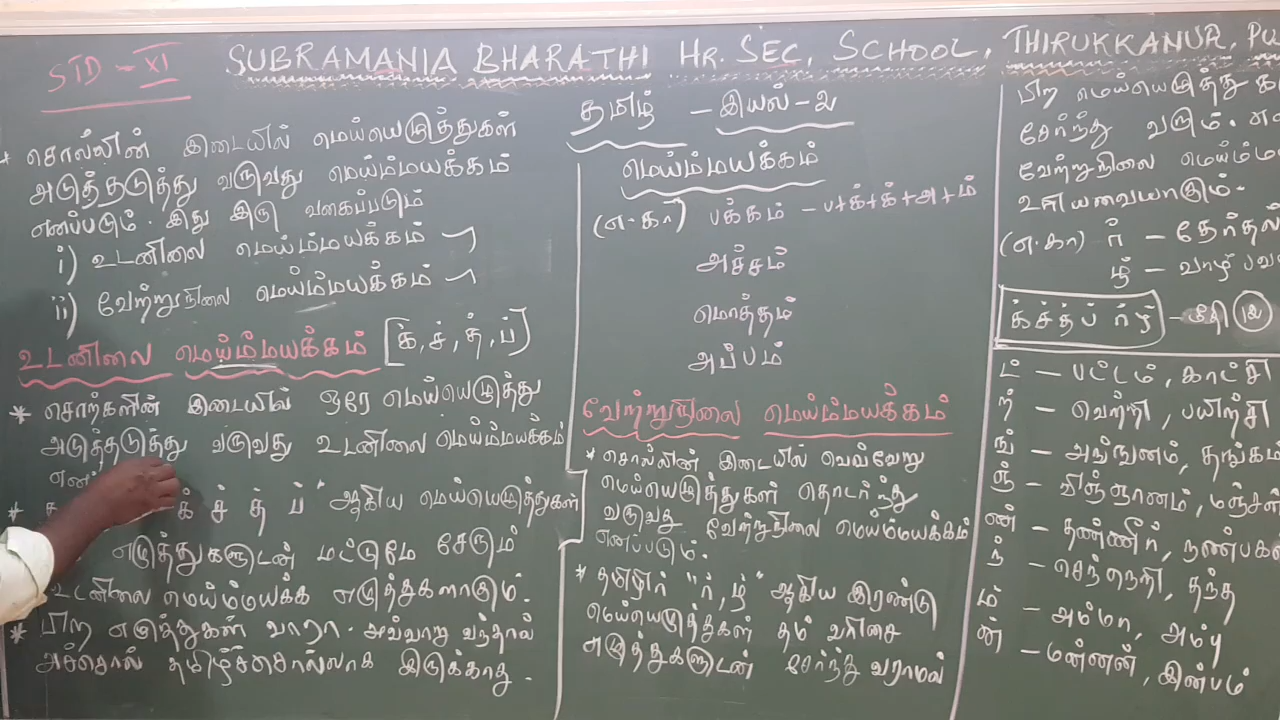 STD - XI
SUBRAMANIA BHARATHI HR. SEC. SCHOOL, THIRUKKANUR, PU
தமிழ் - இயல் - உ
* சொல்லின் இடையில் மெய்யெழுத்துகள்
அடுத்தடுத்து வருவது மெய்ம்மயக்கம்
எனப்படும். இது இரு வகைப்படும்
i) உடனிலை மெய்ம்மயக்கம்
ii) வேற்றுநிலை மெய்ம்மயக்கம்
உடனிலை மெய்ம்மயக்கம் [க்,ச்,த்,ப்]
* சொற்களின் இடையில் ஒரே மெய்யெழுத்து
அடுத்தடுத்து வருவது உடனிலை மெய்ம்மயக்கம்
* க் ச் த் ப்" ஆகிய மெய்யெழுத்துகள்
எழுத்துகளுடன் மட்டுமே சேரும்
உடனிலை மெய்ம்மயக்க எழுத்துகளாகும்.
* பிற எழுத்துகள் வாரா. அவ்வாறு வந்தால்
அச்சொல் தமிழ்ச்சொல்லாக இருக்காது.
மெய்ம்மயக்கம்
(எ.கா) பக்கம் - ப+க்+க்+அ+ம்
அச்சம்
மொத்தம்
அப்பம்
வேற்றுநிலை மெய்ம்மயக்கம்
* சொல்லின் இடையில் வெவ்வேறு
மெய்யெழுத்துகள் தொடர்ந்து
வருவது வேற்றுநிலை மெய்ம்மயக்கம்
எனப்படும்.
* தமிழில் "ர், ழ்" ஆகிய இரண்டு
மெய்யெழுத்துகள் தம் வரிசை
எழுத்துகளுடன் சேர்ந்து வராமல்
பிற மெய்யெழுத்து
சேர்ந்து வரும்.
வேற்றுநிலை மெய்ம்ம
உரியவையாகும்.
(எ.கா) ர் - தேர்தல்
ழ் -
க்ச்த்ப் ர்ழ் - மீதி 12
ட் - பட்டம், காட்சி
ற் - வெற்றி, பயிற்சி
ங் - அங்ஙனம், தங்கம்
ஞ் - விஞ்ஞானம், மஞ்சள்
ண் - தண்ணீர், நண்பக
ந் - செந்நெறி, தந்த
ம் - அம்மா, அம்பு
ன் - மன்னன், இன்பம்